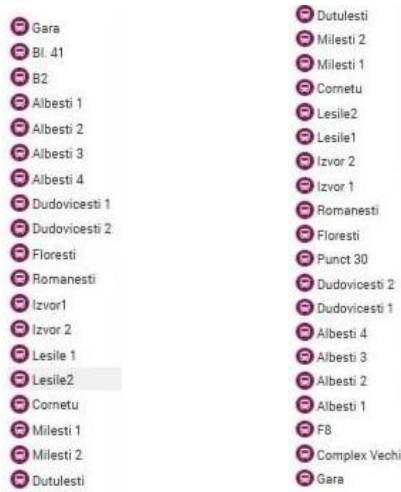 Gara
Bl. 41
B2
Albesti 1
Albesti 2
Albesti 3
Albesti 4
Dudovicesti 1
Dudovicesti 2
Floresti
Romanesti
Izvor1
Izvor 2
Lesile 1
Lesile2
Cornetu
Milesti 1
Milesti 2
Dutulesti
Dutulesti
Milesti 2
Milesti 1
Cornetu
Lesile2
Lesile1
Izvor 2
Izvor 1
Romanesti
Floresti
Punct 30
Dudovicesti 2
Dudovicesti 1
Albesti 4
Albesti 3
Albesti 2
Albesti 1
F8
Complex Vechi
Gara